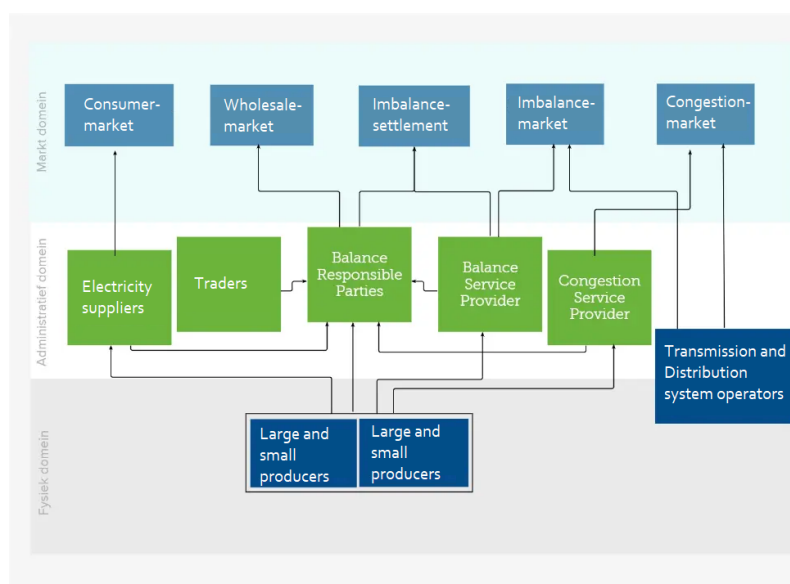 Markt domein
Consumer-
market
Wholesale-
market
Imbalance-
settlement
Imbalance-
market
Congestion-
market
Administratief domein
Electricity
suppliers
Traders
Balance
Responsible
Parties
Balance
Service
Provider
Congestion
Service
Provider
Transmission and
Distribution
system operators
Fysiek domein
Large and
small
producers
Large and
small
producers